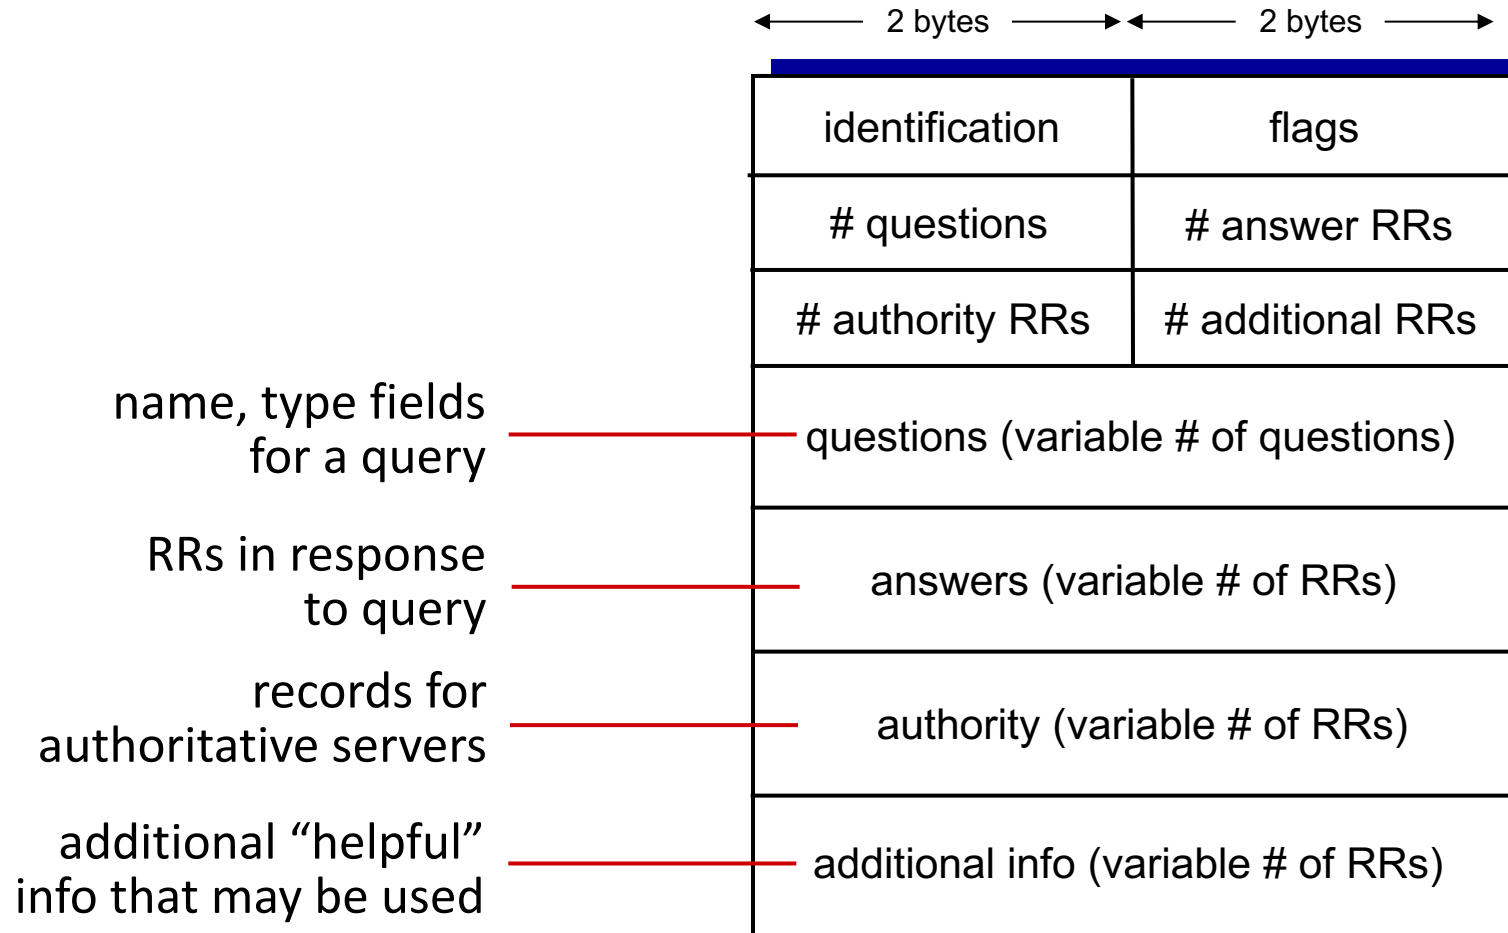 2 bytes 2 bytes
identification flags
# questions # answer RRs
# authority RRs # additional RRs
name, type fields
for a query
questions (variable # of questions)
RRs in response
to query
answers (variable # of RRs)
records for
authoritative servers
authority (variable # of RRs)
additional “helpful”
info that may be used
additional info (variable # of RRs)